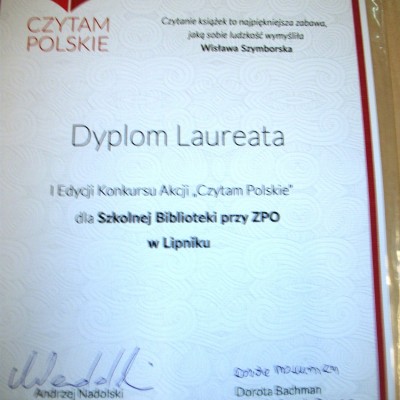 CZYTAM
POLSKIE
Czytanie książek to najpiękniejsza zabawa,
jaką sobie ludzkość wymyśliła
Wisława Szymborska
Dyplom Laureata
I Edycji Konkursu Akcji „Czytam Polskie”
dla Szkolnej Biblioteki przy ZPO
w Lipniku
Andrzej Nadolski
Dorota Bachman